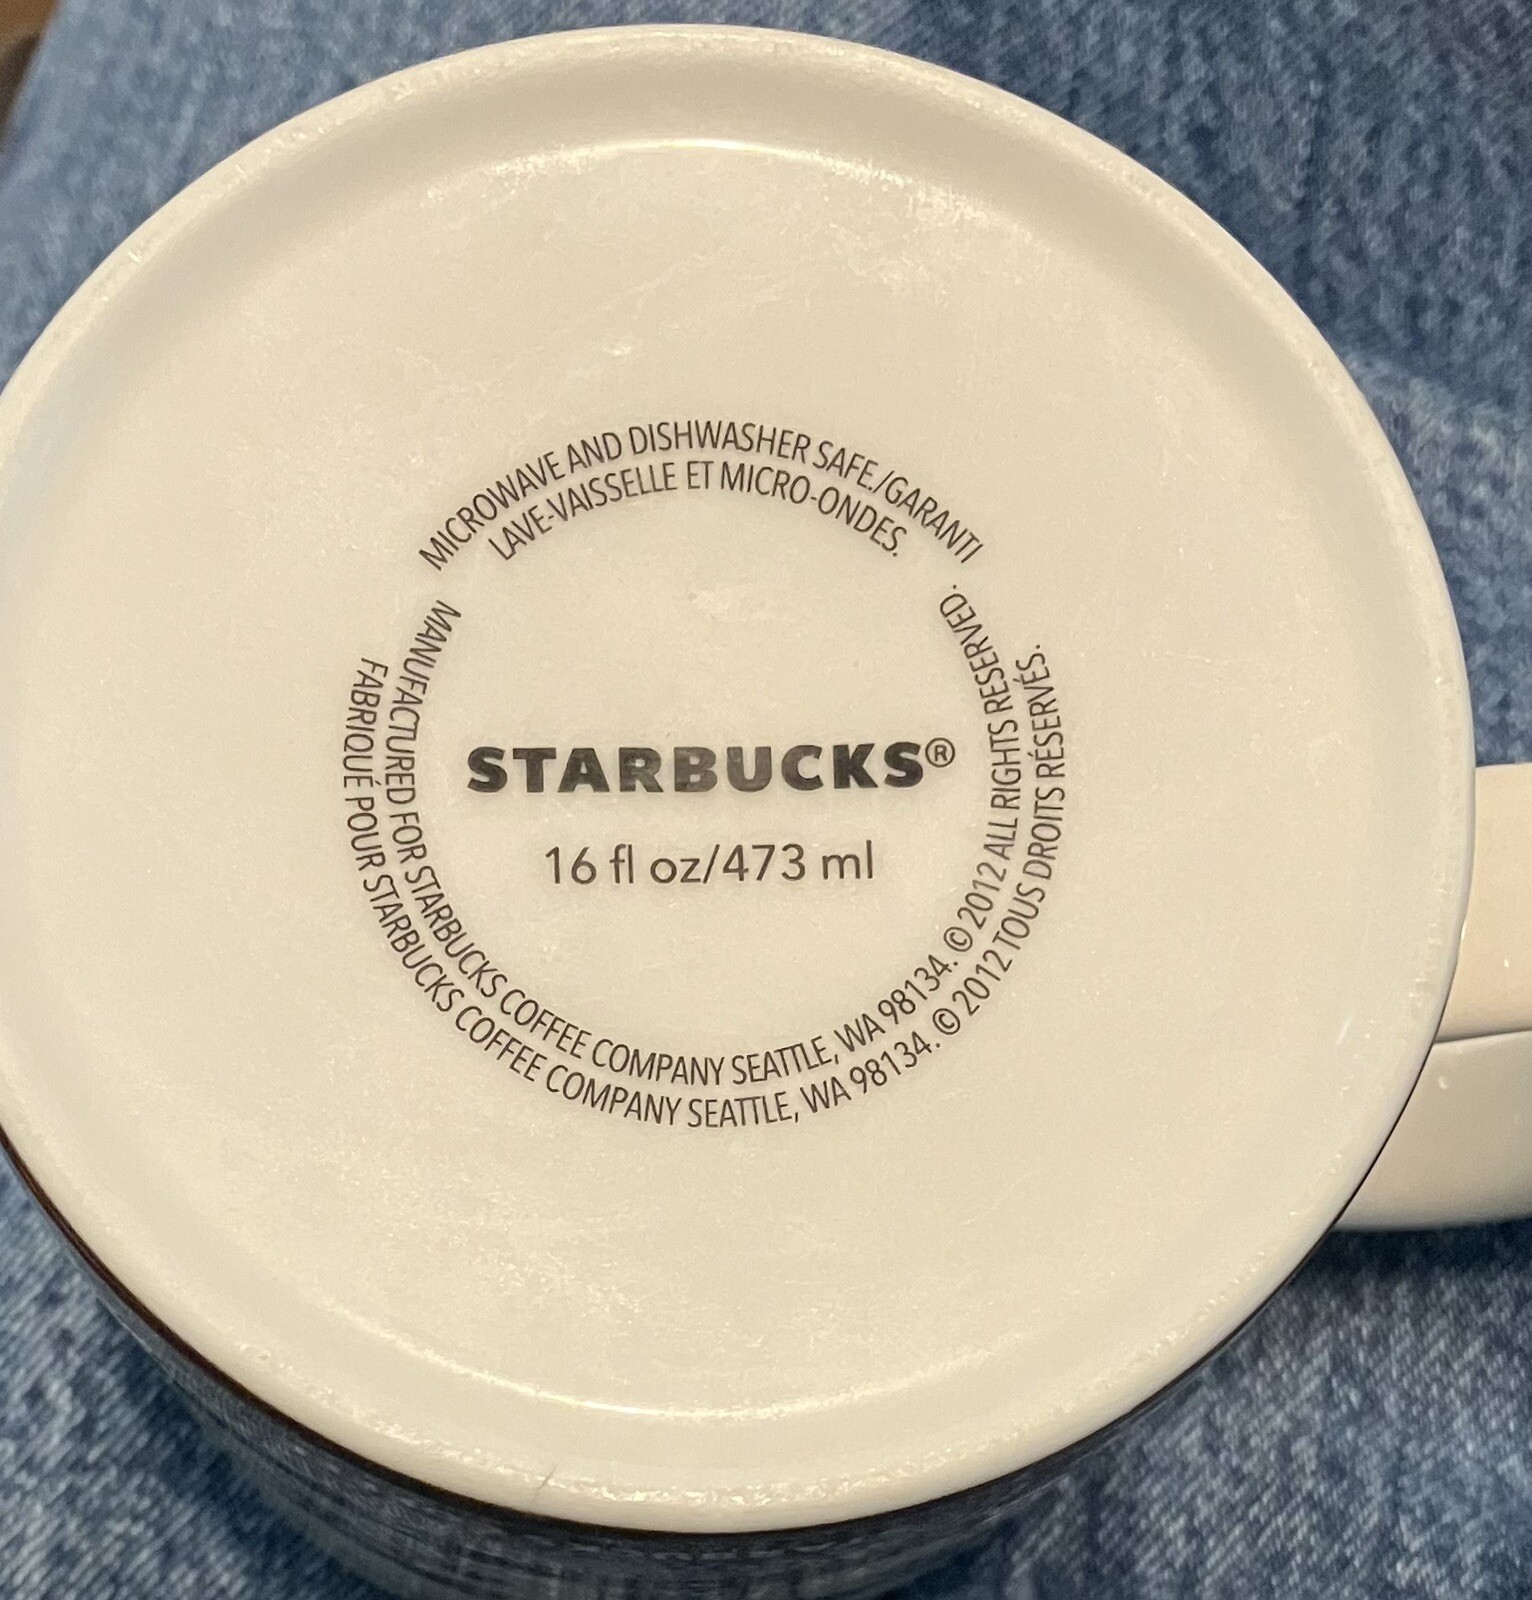 MICROWAVE AND DISHWASHER SAFE./GARANTI
LAVE-VAISSELLE ET MICRO-ONDES.
STARBUCKS®
16 fl oz/473 ml
MANUFACTURED FOR STARBUCKS COFFEE COMPANY SEATTLE, WA 98134. © 2012 ALL RIGHTS RESERVED.
FABRIQUÉ POUR STARBUCKS COFFEE COMPANY SEATTLE, WA 98134. © 2012 TOUS DROITS RÉSERVÉS.